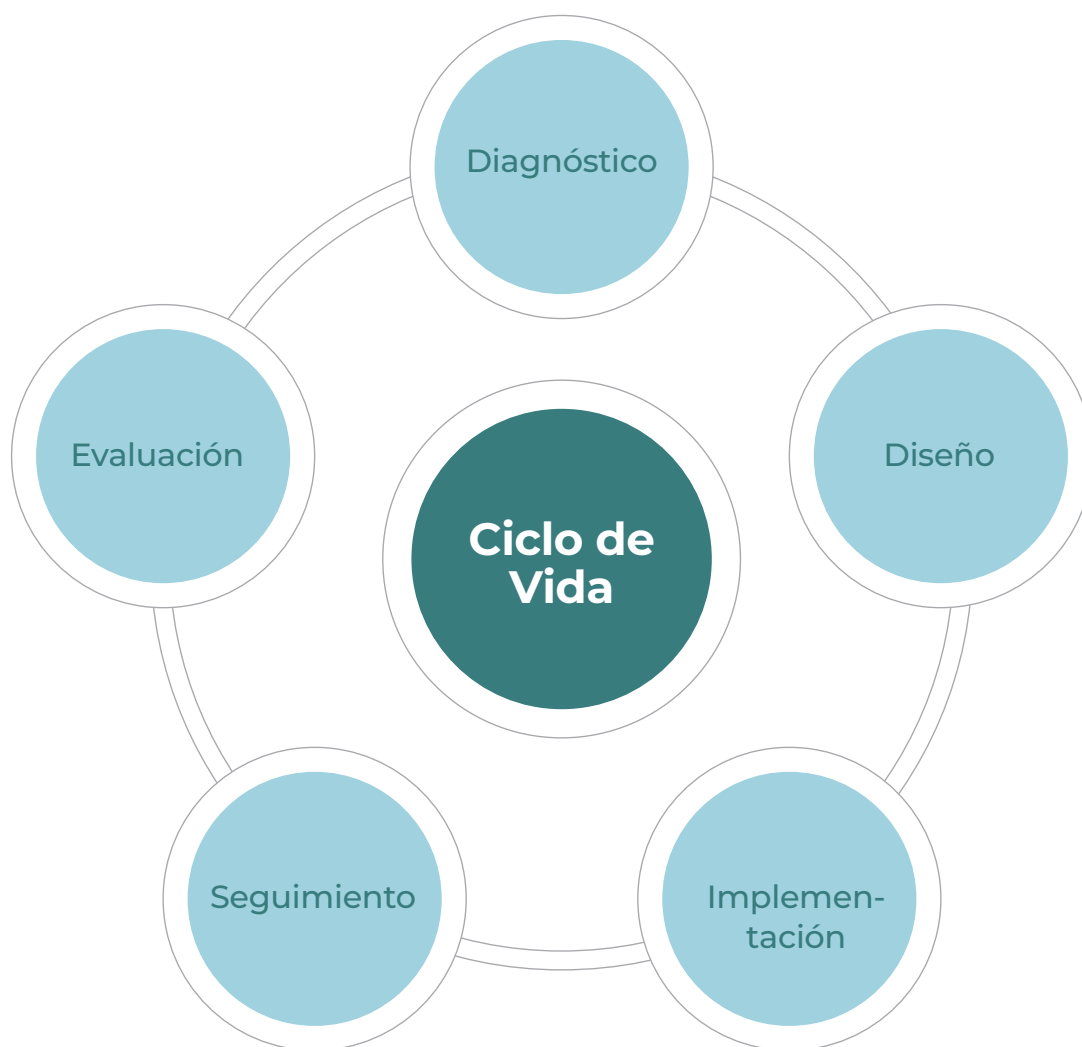 Diagnóstico
Diseño
Implemen-
tación
Seguimiento
Evaluación
Ciclo de
Vida